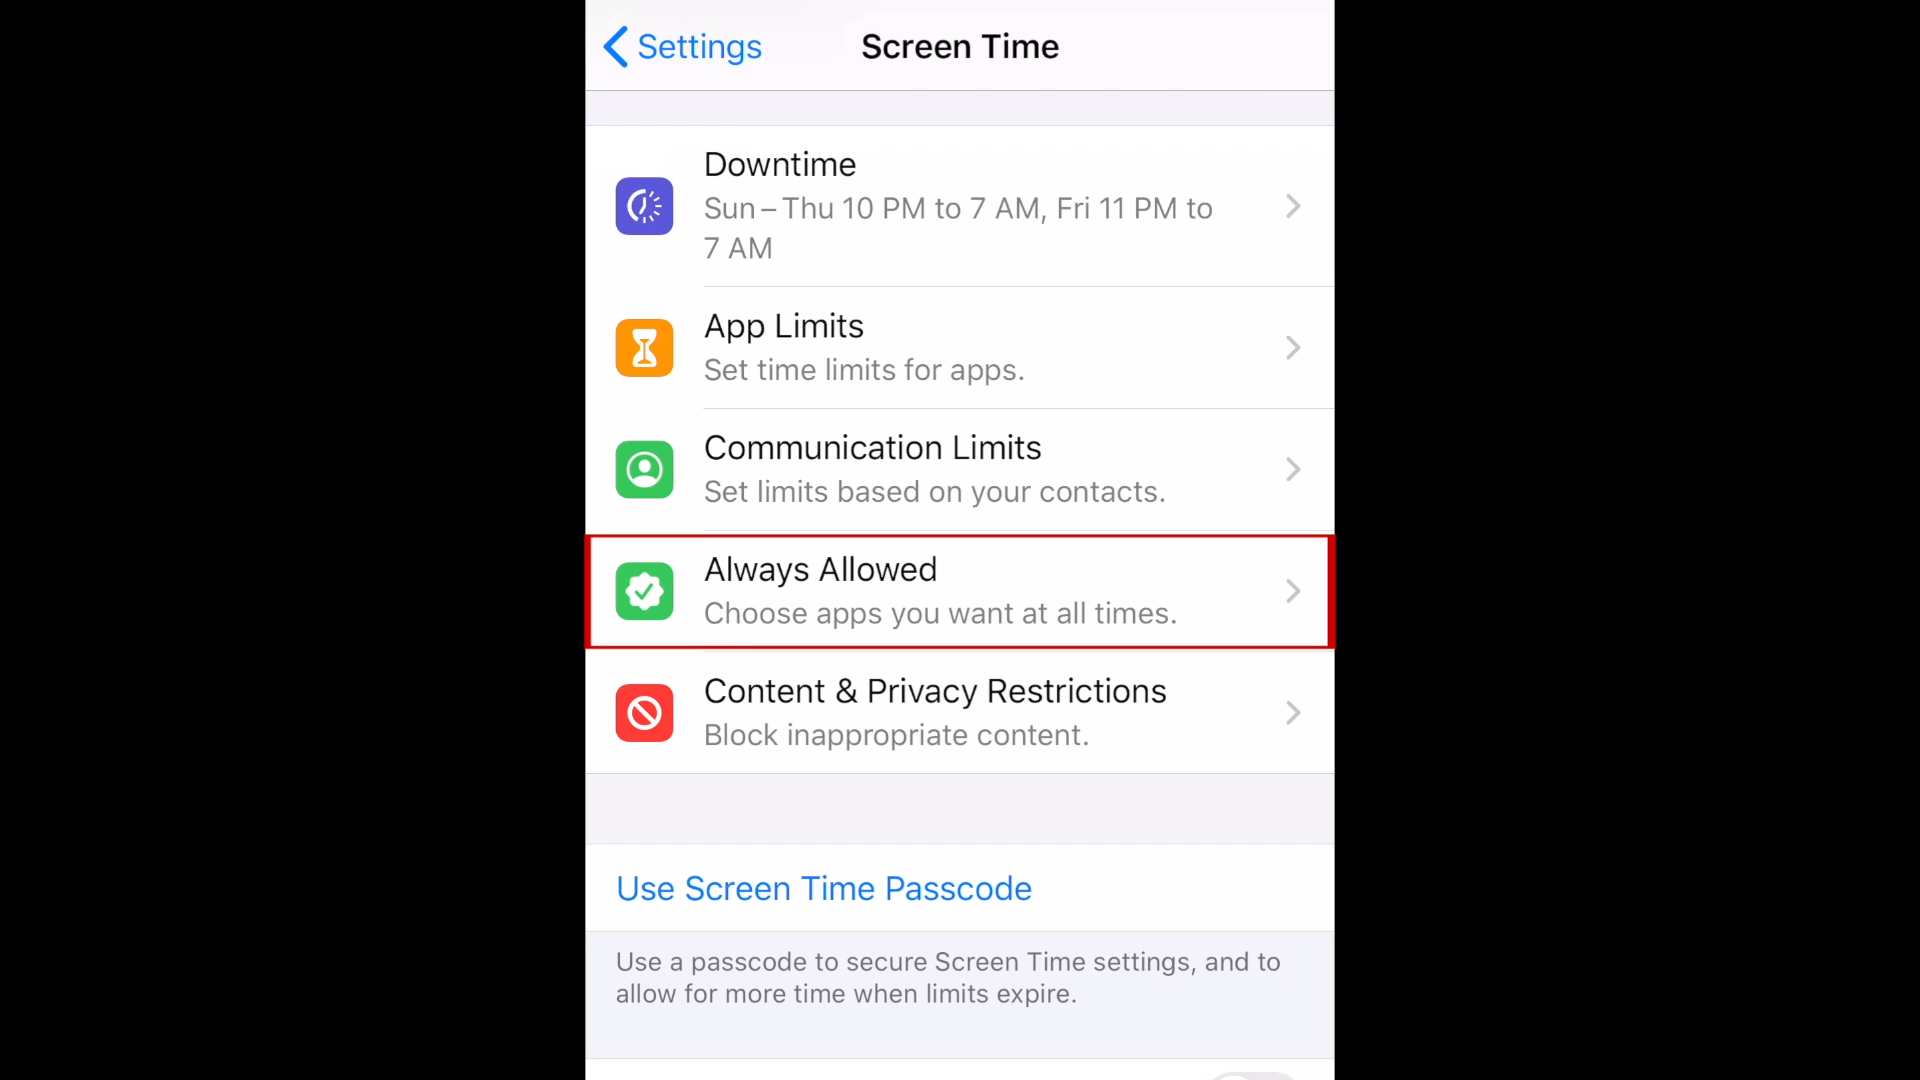 Settings
Screen Time
Downtime
Sun – Thu 10 PM to 7 AM, Fri 11 PM to
7 AM
App Limits
Set time limits for apps.
Communication Limits
Set limits based on your contacts.
Always Allowed
Choose apps you want at all times.
Content & Privacy Restrictions
Block inappropriate content.
Use Screen Time Passcode
Use a passcode to secure Screen Time settings, and to
allow for more time when limits expire.